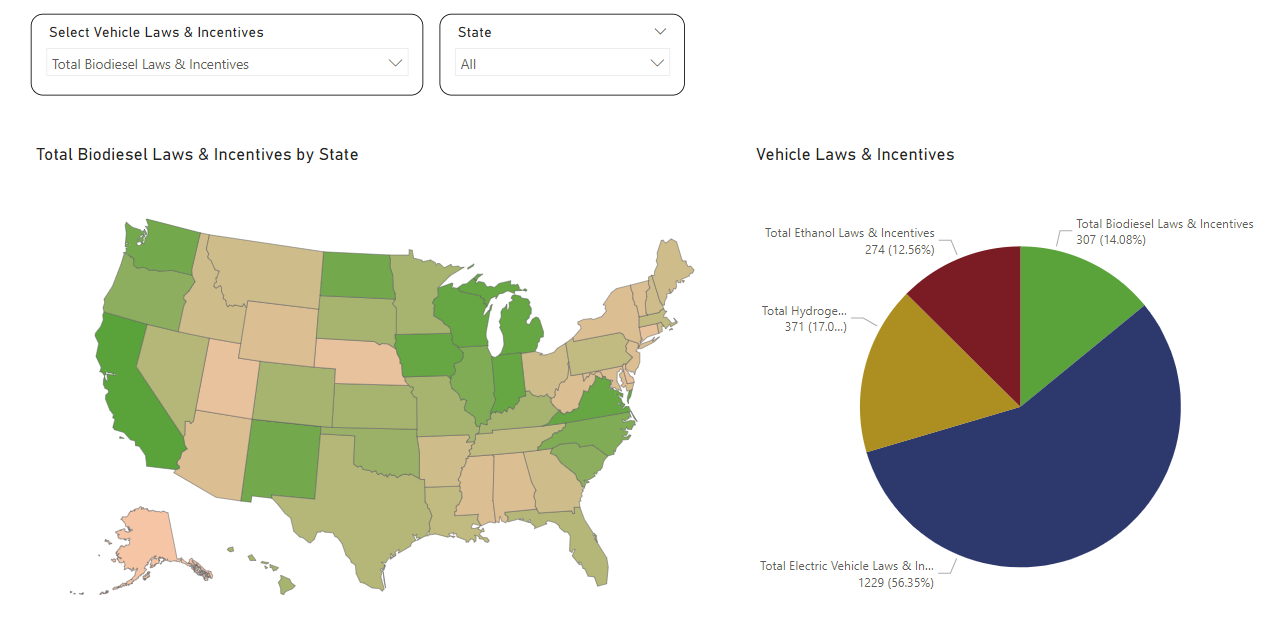 Select Vehicle Laws & Incentives
Total Biodiesel Laws & Incentives
State
All
Total Biodiesel Laws & Incentives by State
Vehicle Laws & Incentives
Total Biodiesel Laws & Incentives
307 (14.08%)
Total Ethanol Laws & Incentives
274 (12.56%)
Total Hydroge...
371 (17.0...)
Total Electric Vehicle Laws & In...
1229 (56.35%)